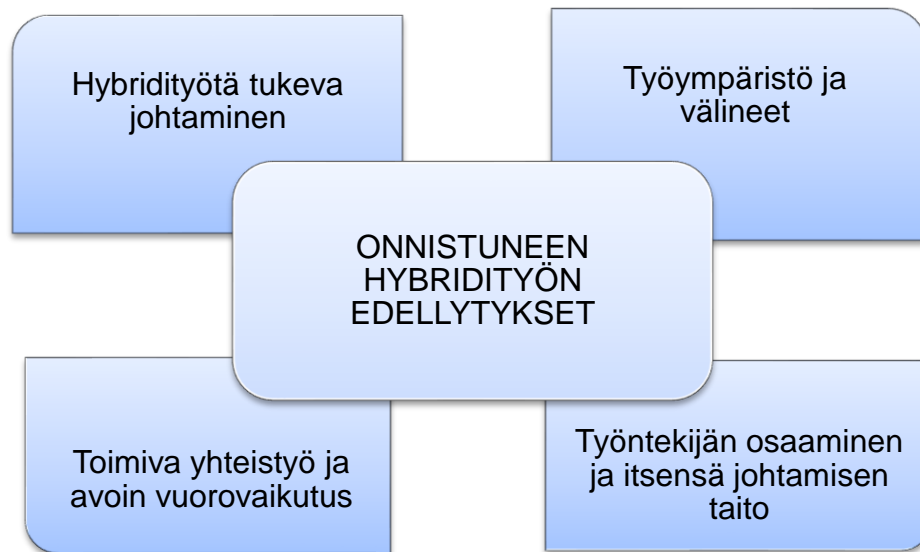 Hybridityötä tukeva
johtaminen
Työympäristö ja
välineet
ONNISTUNEEN
HYBRIDITYÖN
EDELLYTYKSET
Toimiva yhteistyö ja
avoin vuorovaikutus
Työntekijän osaaminen
ja itsensä johtamisen
taito